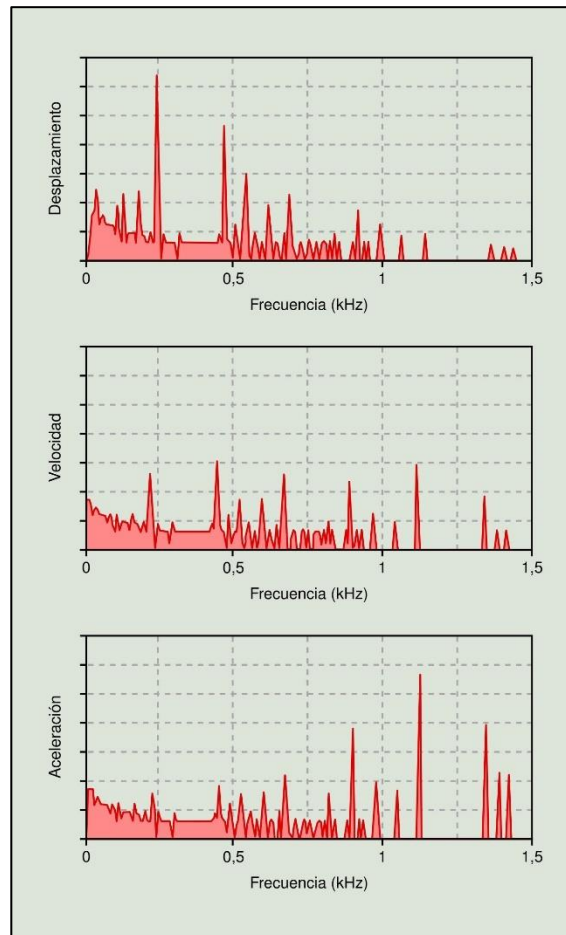 Desplazamiento
0 0,5 1 1,5
Frecuencia (kHz)
Velocidad
0 0,5 1 1,5
Frecuencia (kHz)
Aceleración
0 0,5 1 1,5
Frecuencia (kHz)